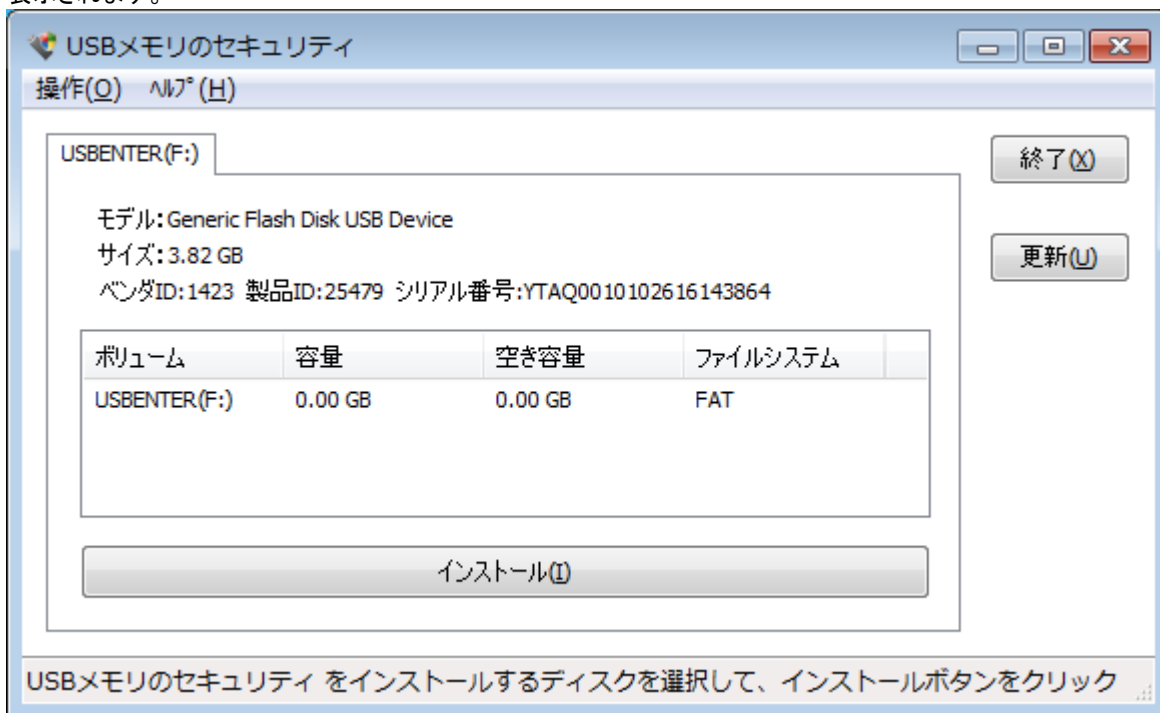 表示されます。
USBメモリのセキュリティ
操作(O) ﾍﾙﾌﾟ(H)
USBENTER(F:)
終了(X)
モデル:Generic Flash Disk USB Device
サイズ:3.82 GB
更新(U)
ベンダID:1423 製品ID:25479 シリアル番号:YTAQ0010102616143864
ボリューム 容量 空き容量 ファイルシステム
USBENTER(F:) 0.00 GB 0.00 GB FAT
インストール(I)
USBメモリのセキュリティ をインストールするディスクを選択して、インストールボタンをクリック